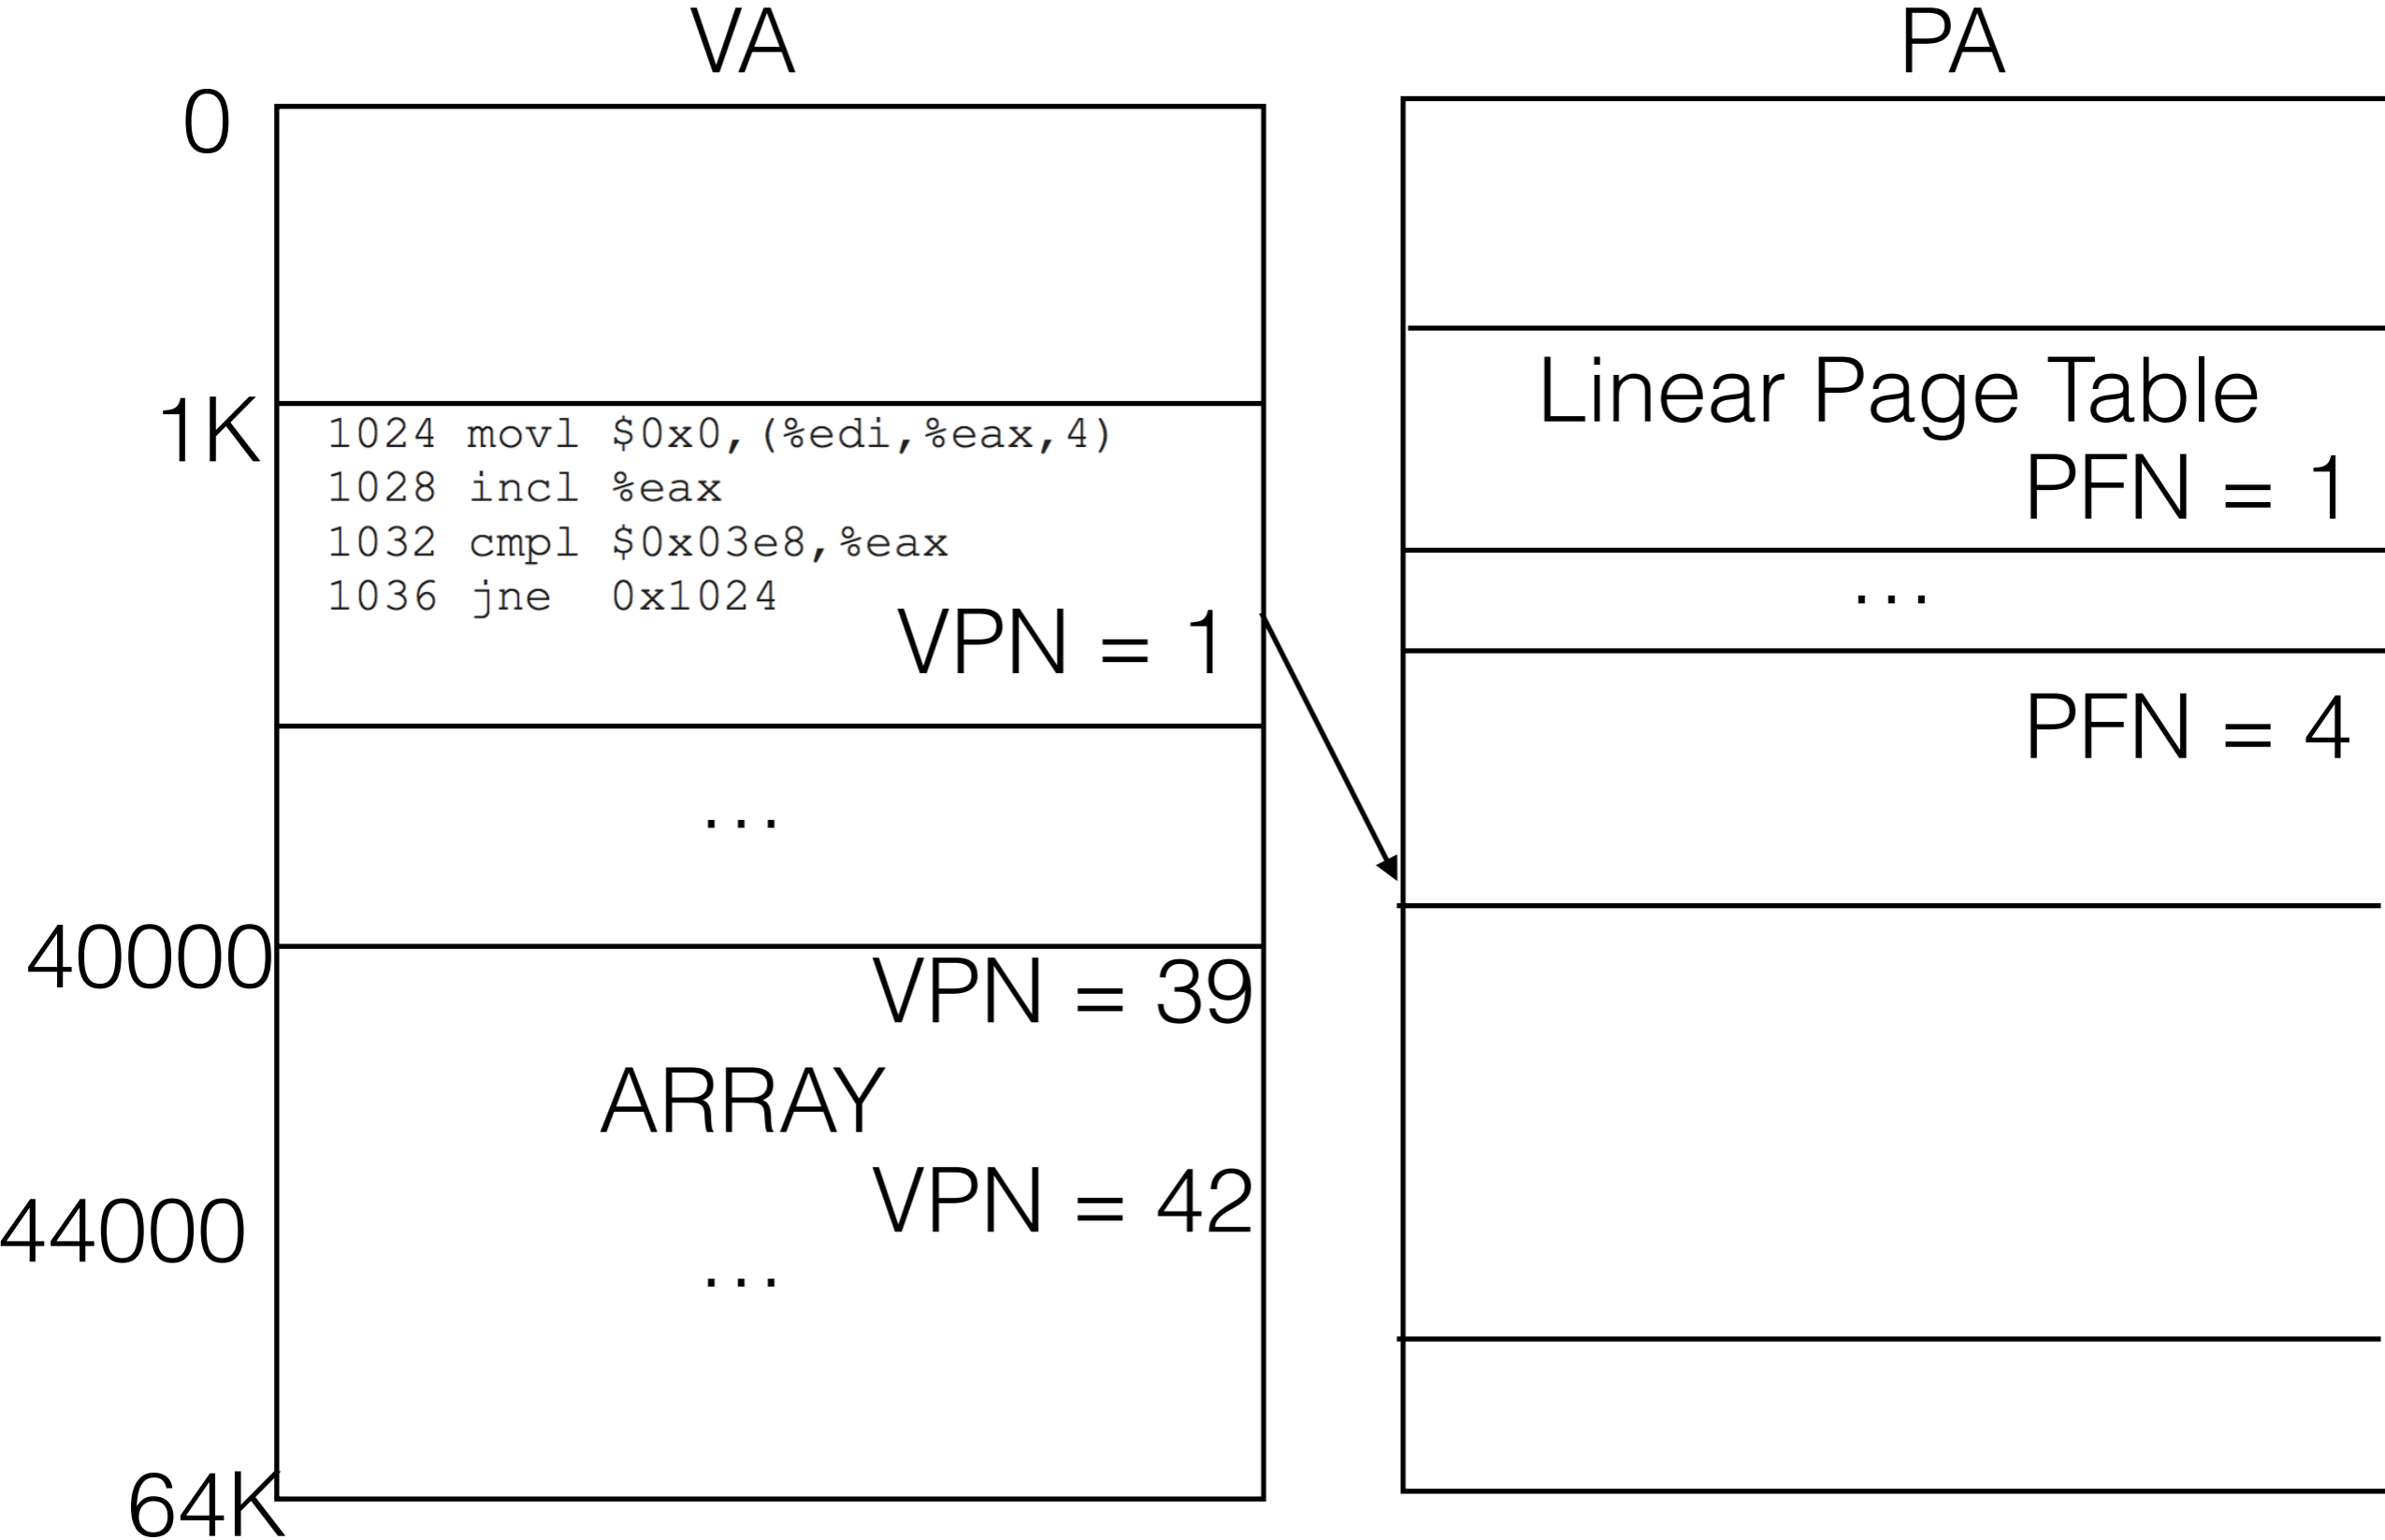 VA
0
1K
1024 movl $0x0,(%edi,%eax,4)
1028 incl %eax
1032 cmpl $0x03e8,%eax
1036 jne 0x1024
VPN = 1
...
40000
VPN = 39
ARRAY
VPN = 42
44000
...
64K
PA
Linear Page Table
PFN = 1
...
PFN = 4